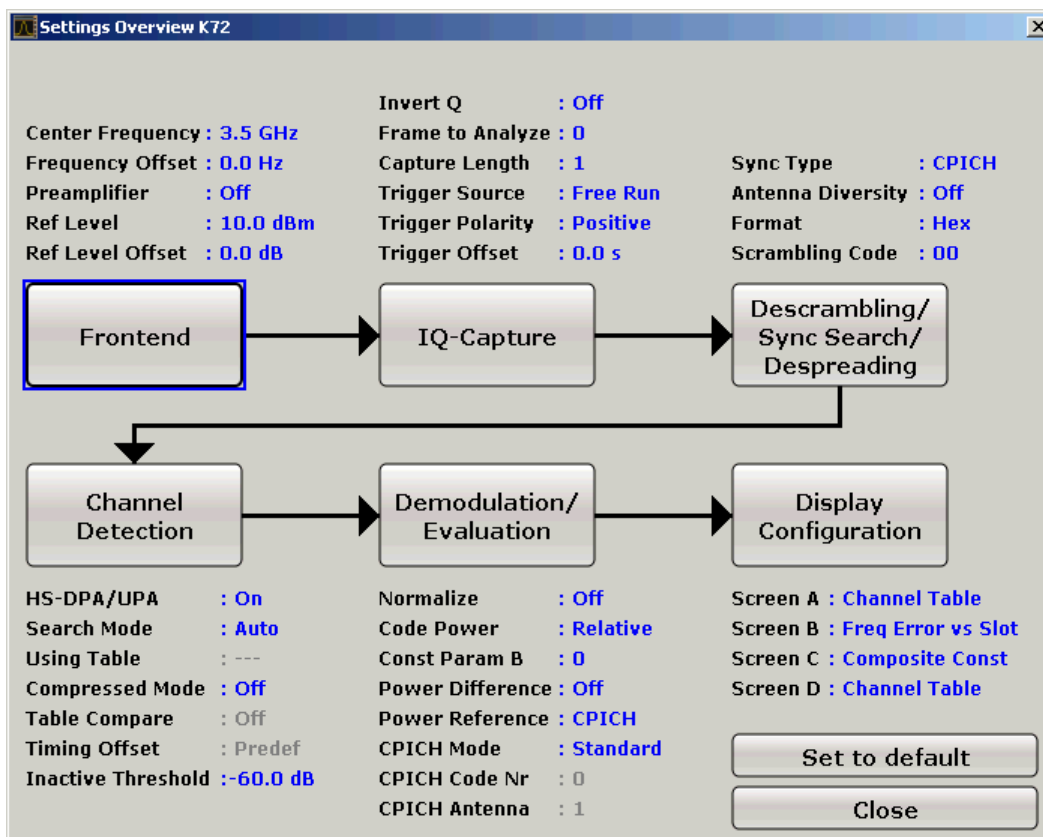 Settings Overview K72
Center Frequency : 3.5 GHz
Frequency Offset : 0.0 Hz
Preamplifier : Off
Ref Level : 10.0 dBm
Ref Level Offset : 0.0 dB
Invert Q : Off
Frame to Analyze : 0
Capture Length : 1
Trigger Source : Free Run
Trigger Polarity : Positive
Trigger Offset : 0.0 s
Sync Type : CPICH
Antenna Diversity : Off
Format : Hex
Scrambling Code : 00
Frontend
IQ-Capture
Descrambling/
Sync Search/
Despreading
Channel
Detection
Demodulation/
Evaluation
Display
Configuration
HS-DPA/UPA : On
Search Mode : Auto
Using Table : ---
Compressed Mode : Off
Table Compare : Off
Timing Offset : Predef
Inactive Threshold :-60.0 dB
Normalize : Off
Code Power : Relative
Const Param B : 0
Power Difference : Off
Power Reference : CPICH
CPICH Mode : Standard
CPICH Code Nr : 0
CPICH Antenna : 1
Screen A : Channel Table
Screen B : Freq Error vs Slot
Screen C : Composite Const
Screen D : Channel Table
Set to default
Close